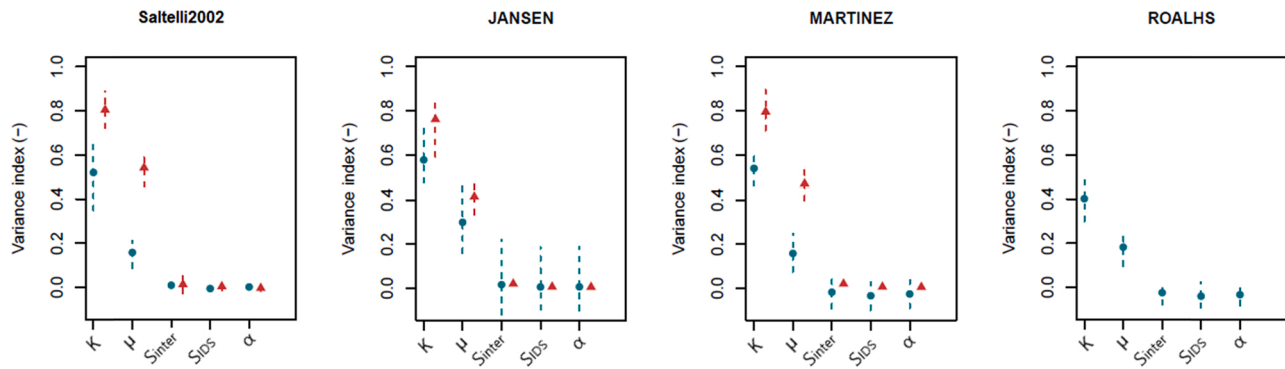 Saltelli2002
Variance index (−)
1.0
0.8
0.6
0.4
0.2
0.0
K
μ
Sinter
SIDS
α
JANSEN
Variance index (−)
1.0
0.8
0.6
0.4
0.2
0.0
K
μ
Sinter
SIDS
α
MARTINEZ
Variance index (−)
1.0
0.8
0.6
0.4
0.2
0.0
K
μ
Sinter
SIDS
α
ROALHS
Variance index (−)
1.0
0.8
0.6
0.4
0.2
0.0
K
μ
Sinter
SIDS
α